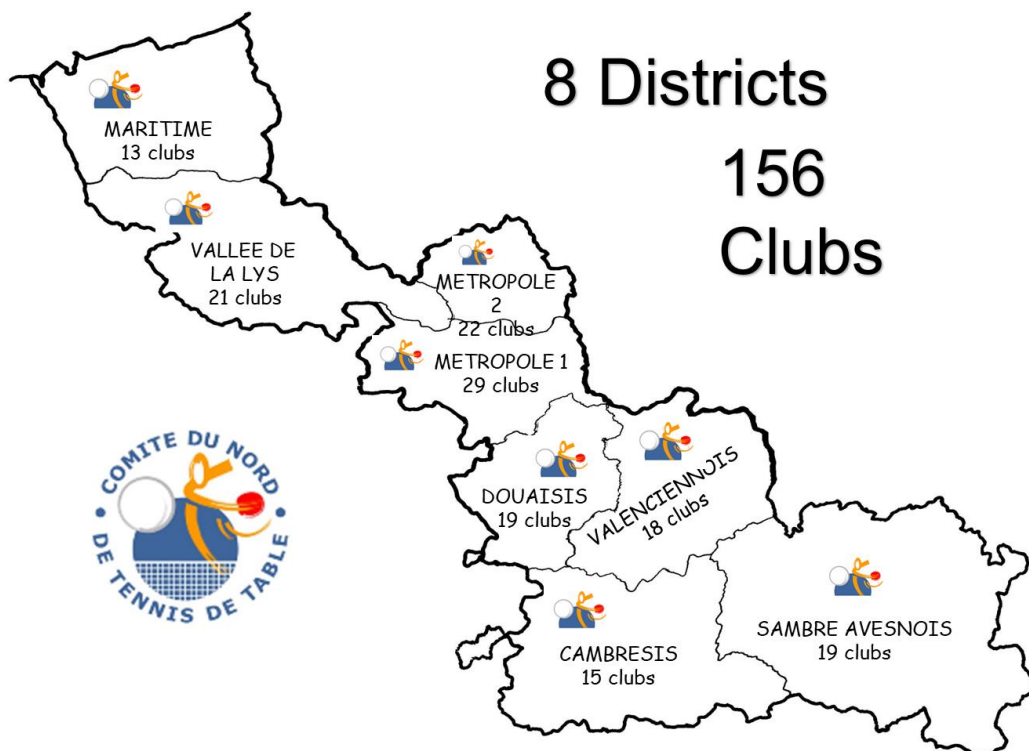 8 Districts
156
Clubs
MARITIME
13 clubs
VALLEE DE
LA LYS
21 clubs
METROPOLE
2
22 clubs
METROPOLE 1
29 clubs
DOUAISIS
19 clubs
VALENCIENNOIS
18 clubs
CAMBRESIS
15 clubs
SAMBRE AVESNOIS
19 clubs
• COMITE DU NORD •
DE TENNIS DE TABLE